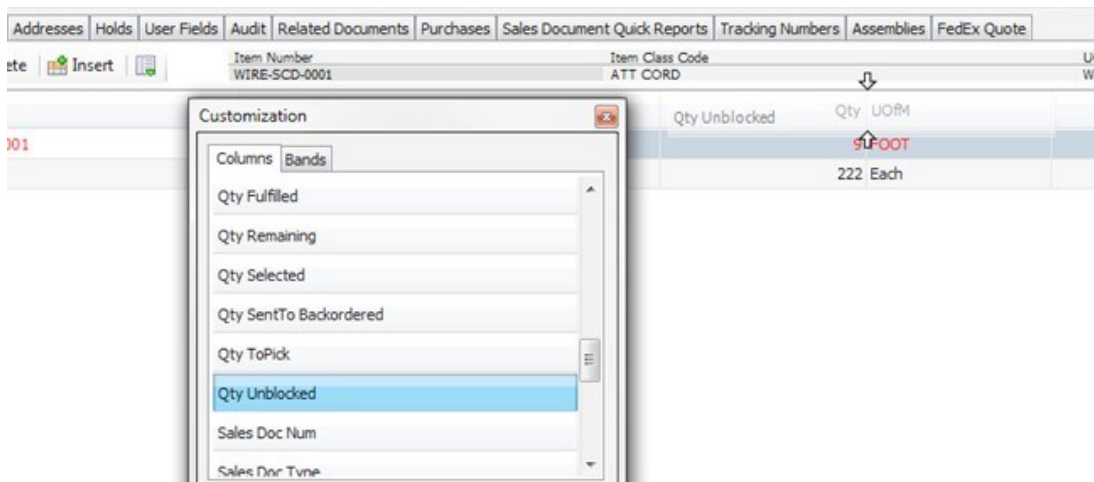 Addresses Holds User Fields Audit Related Documents Purchases Sales Document Quick Reports Tracking Numbers Assemblies FedEx Quote
ete Insert
Item Number Item Class Code
WIRE-SCD-0001 ATT CORD
Customization
Qty Unblocked Qty UOfM
001 9 FOOT
Columns Bands
222 Each
Qty Fulfilled
Qty Remaining
Qty Selected
Qty SentTo Backordered
Qty ToPick
Qty Unblocked
Sales Doc Num
Sales Doc Type